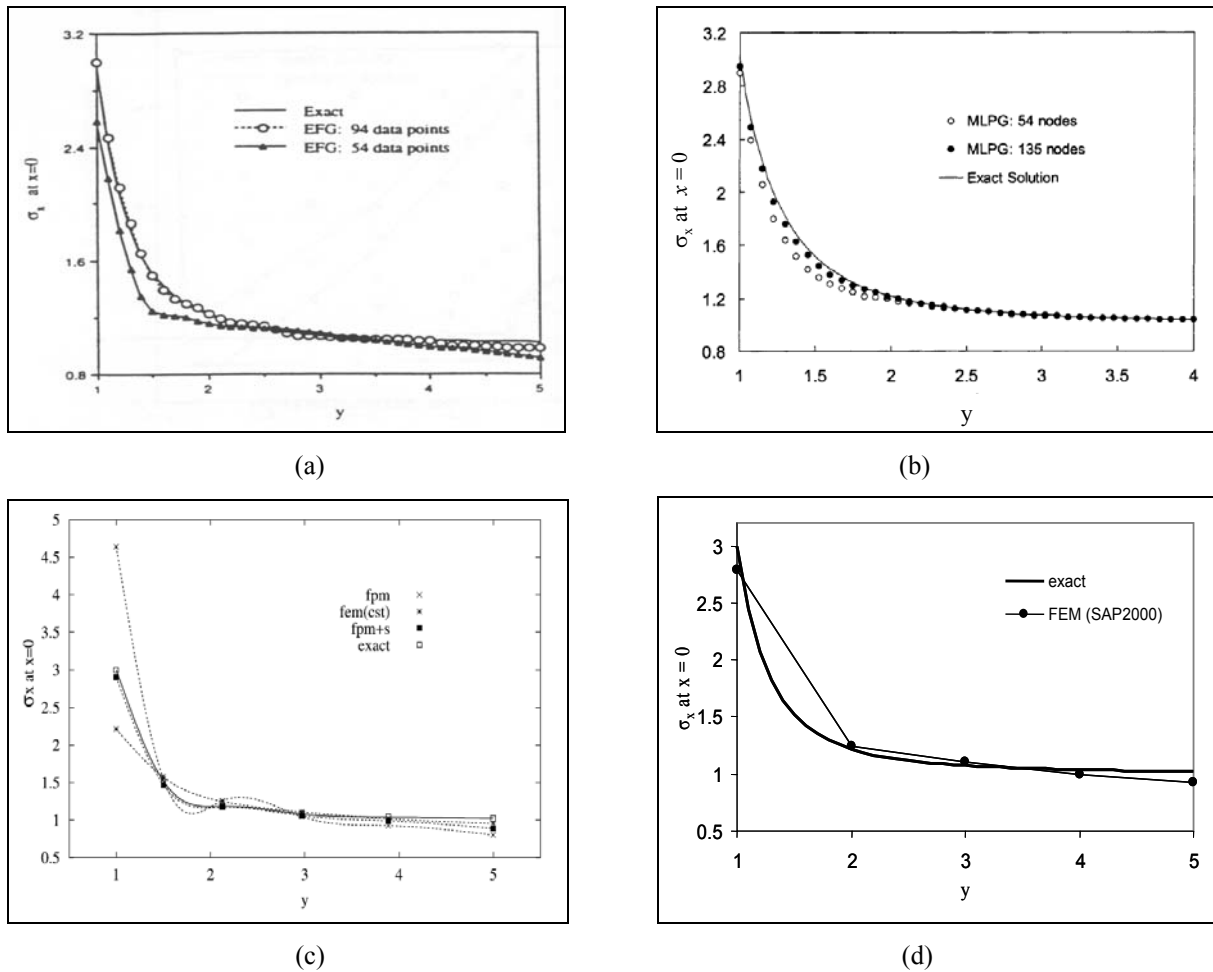 3.2
2.4
1.6
0.8
σx at x=0
Exact
EFG: 94 data points
EFG: 54 data points
1 2 3 4 5
y
(a)
3.2
2.8
2.4
2
1.6
1.2
0.8
σx at x = 0
MLPG: 54 nodes
MLPG: 135 nodes
Exact Solution
1 1.5 2 2.5 3 3.5 4
y
(b)
5
4.5
4
3.5
3
2.5
2
1.5
1
0.5
σx at x=0
fpm
fem(cst)
fpm+s
exact
1 2 3 4 5
y
(c)
3
2.5
2
1.5
1
0.5
σx at x = 0
exact
FEM (SAP2000)
1 2 3 4 5
y
(d)